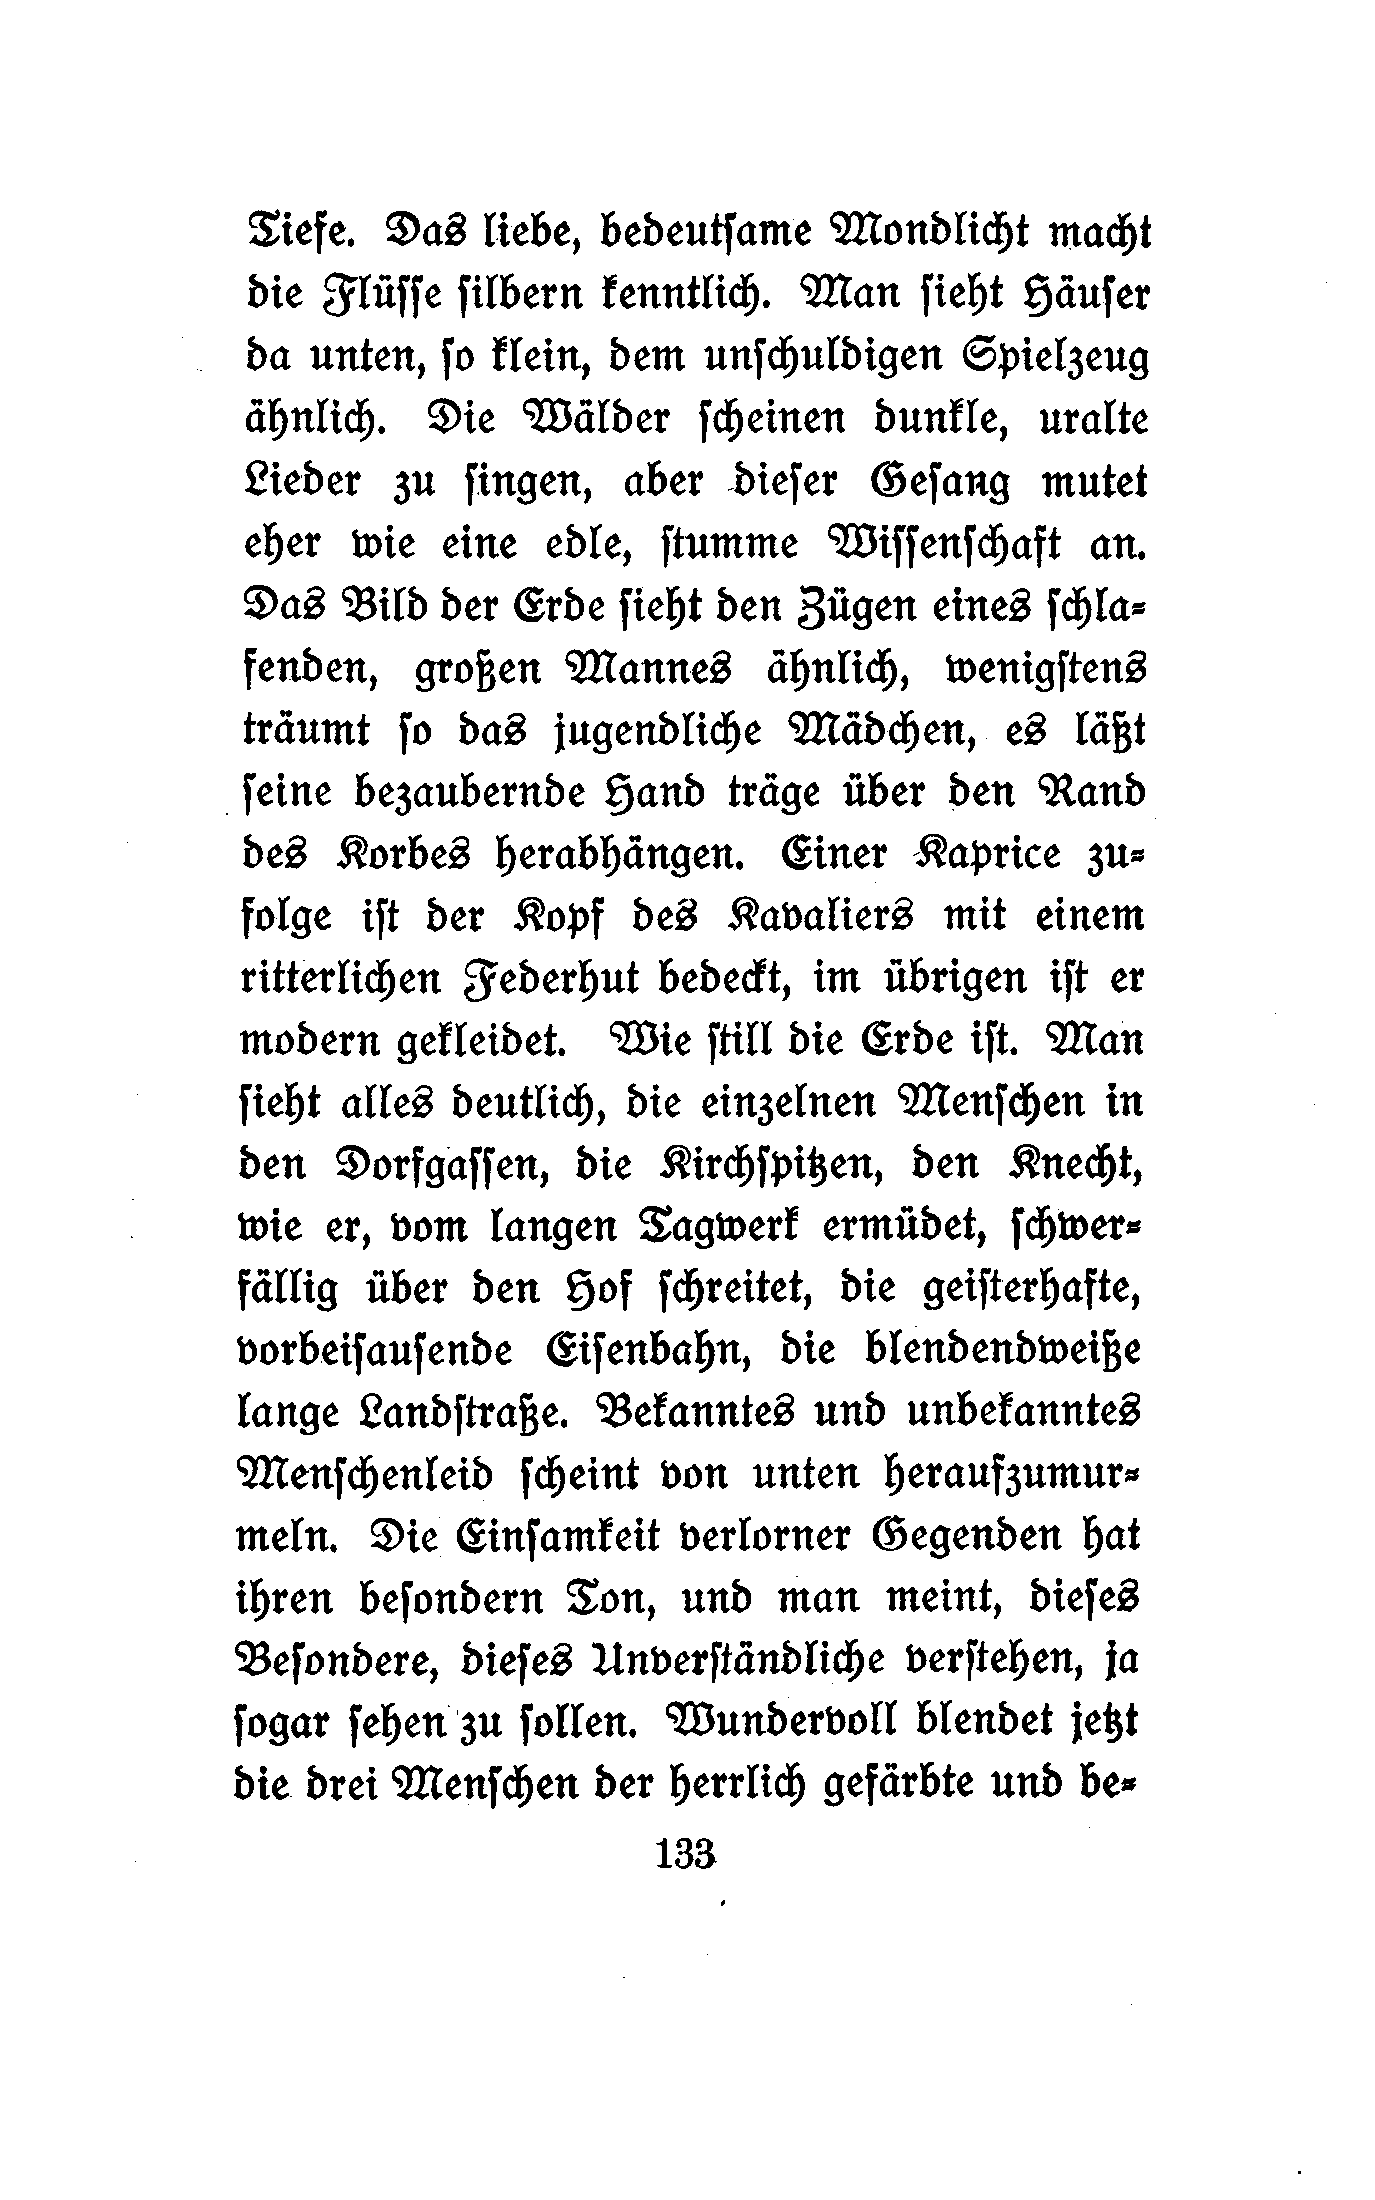 Tiefe. Das liebe, bedeutsame Mondlicht macht
die Flüsse silbern kenntlich. Man sieht Häuser
da unten, so klein, dem unschuldigen Spielzeug
ähnlich. Die Wälder scheinen dunkle, uralte
Lieder zu singen, aber dieser Gesang mutet
eher wie eine edle, stumme Wissenschaft an.
Das Bild der Erde sieht den Zügen eines schla-
fenden, großen Mannes ähnlich, wenigstens
träumt so das jugendliche Mädchen, es läßt
seine bezaubernde Hand träge über den Rand
des Korbes herabhängen. Einer Kaprice zu-
folge ist der Kopf des Kavaliers mit einem
ritterlichen Federhut bedeckt, im übrigen ist er
modern gekleidet. Wie still die Erde ist. Man
sieht alles deutlich, die einzelnen Menschen in
den Dorfgassen, die Kirchspitzen, den Knecht,
wie er, vom langen Tagwerk ermüdet, schwer-
fällig über den Hof schreitet, die geisterhafte,
vorbeisausende Eisenbahn, die blendendweiße
lange Landstraße. Bekanntes und unbekanntes
Menschenleid scheint von unten heraufzumur-
meln. Die Einsamkeit verlorner Gegenden hat
ihren besondern Ton, und man meint, dieses
Besondere, dieses Unverständliche verstehen, ja
sogar sehen zu sollen. Wundervoll blendet jetzt
die drei Menschen der herrlich gefärbte und be-
133